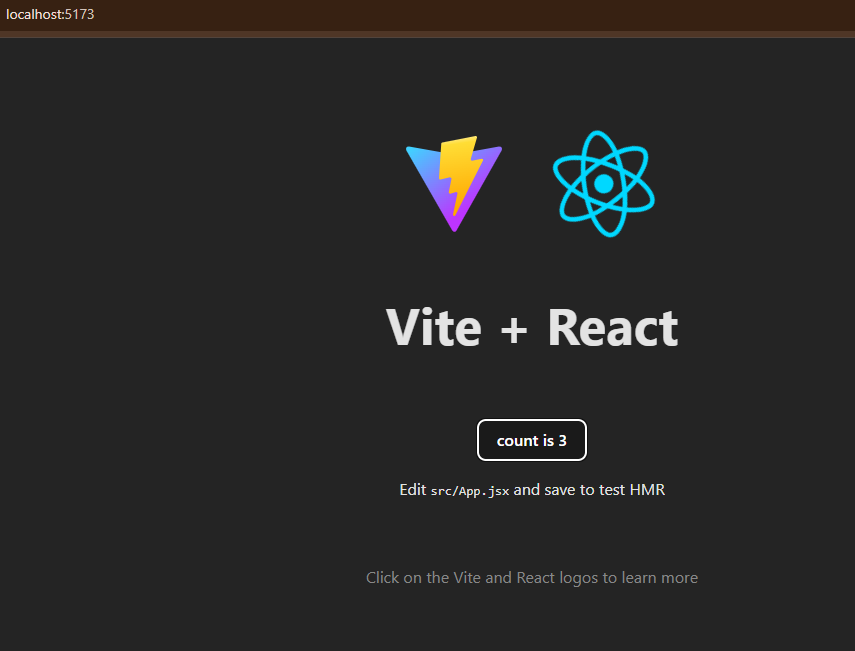 localhost:5173
Vite + React
count is 3
Edit src/App.jsx and save to test HMR
Click on the Vite and React logos to learn more